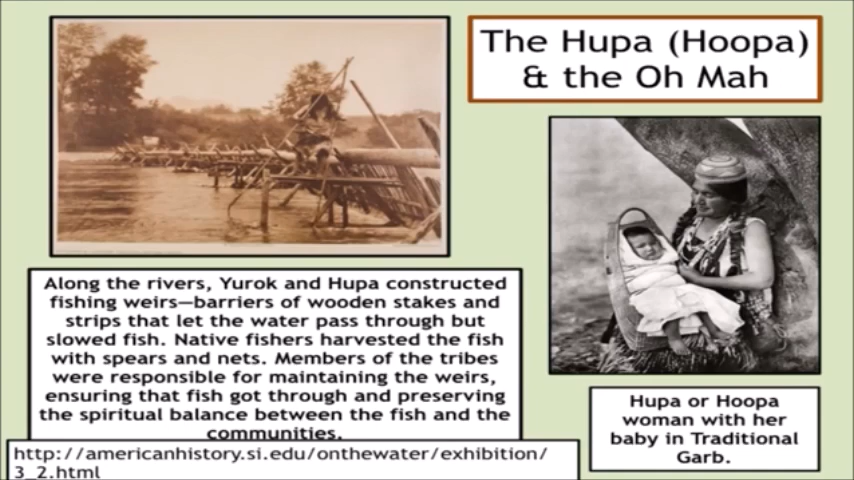 The Hupa (Hoopa)
& the Oh Mah
Along the rivers, Yurok and Hupa constructed
fishing weirs—barriers of wooden stakes and
strips that let the water pass through but
slowed fish. Native fishers harvested the fish
with spears and nets. Members of the tribes
were responsible for maintaining the weirs,
ensuring that fish got through and preserving
the spiritual balance between the fish and the
communities.
http://americanhistory.si.edu/onthewater/exhibition/
3_2.html
Hupa or Hoopa
woman with her
baby in Traditional
Garb.